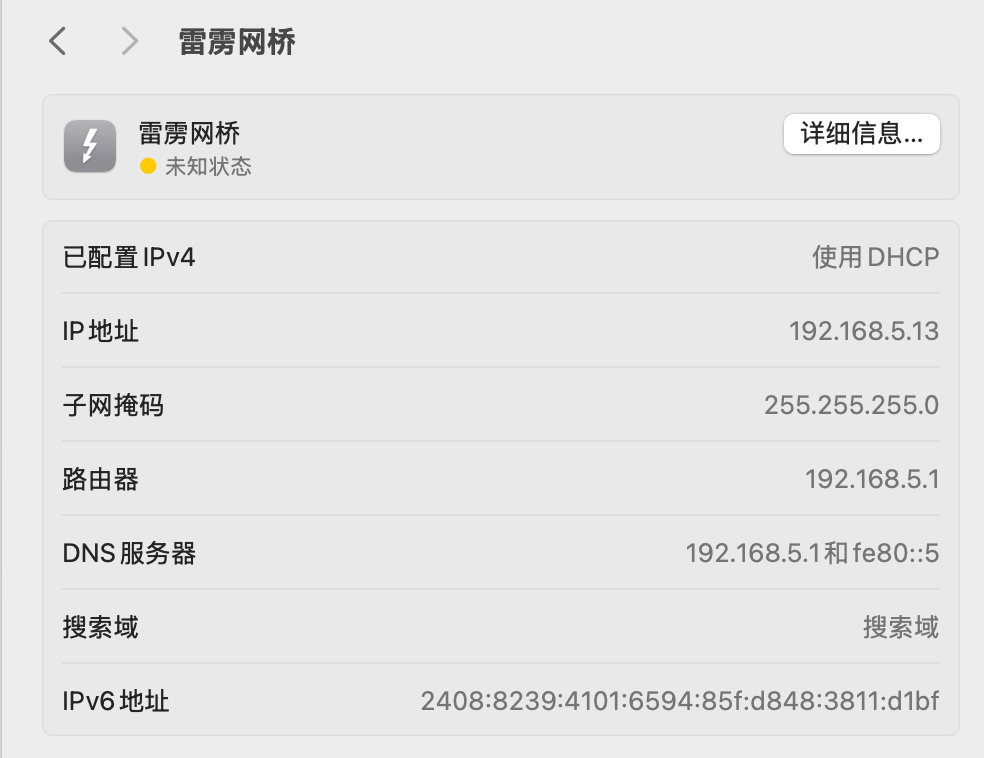 雷雳网桥
雷雳网桥
详细信息...
未知状态
已配置 IPv4
使用 DHCP
IP 地址
192.168.5.13
子网掩码
255.255.255.0
路由器
192.168.5.1
DNS 服务器
192.168.5.1和 fe80::5
搜索域
搜索域
IPv6 地址
2408:8239:4101:6594:85f:d848:3811:d1bf